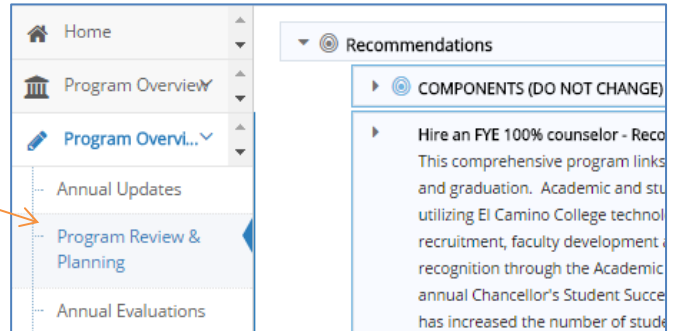 Home
Program Overview
Program Overvi...
Annual Updates
Program Review &
Planning
Annual Evaluations
Recommendations
COMPONENTS (DO NOT CHANGE)
Hire an FYE 100% counselor - Reco
This comprehensive program links
and graduation. Academic and stu
utilizing El Camino College technol
recruitment, faculty development
recognition through the Academic
annual Chancellor's Student Succe
has increased the number of stude